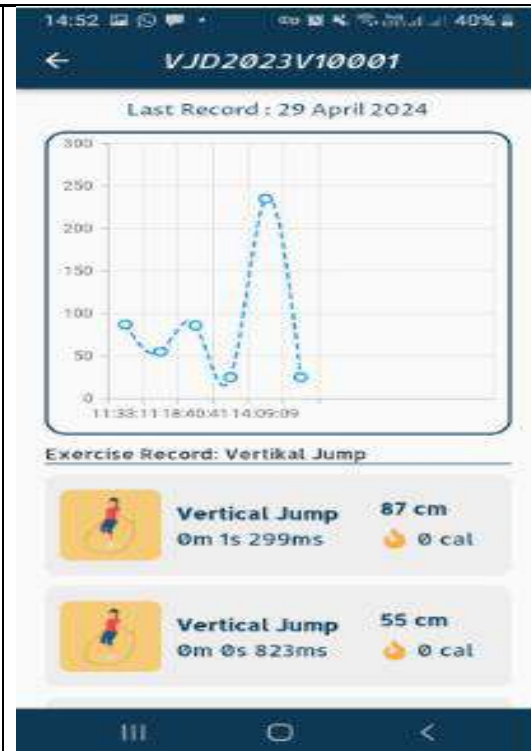 14:52 40%
VJD2023V10001
Last Record : 29 April 2024
300
250
200
150
100
50
0
11:33:11 18:40:41 14:09:09
Exercise Record: Vertikal Jump
Vertical Jump 87 cm
0m 1s 299ms 0 cal
Vertical Jump 55 cm
0m 0s 823ms 0 cal